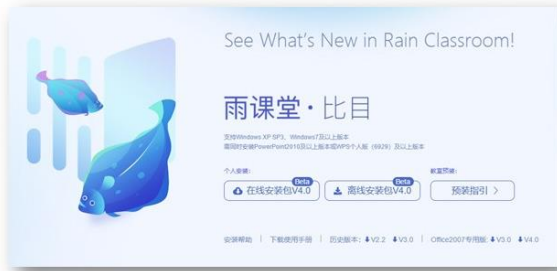 See What's New in Rain Classroom!
雨课堂·比目
支持Windows XP SP3、Windows7及以上版本
需同时安装PowerPoint2010及以上版本或WPS个人版（6929）及以上版本
个人安装：
教室预装：
Beta
Beta
在线安装包V4.0
离线安装包V4.0
预装指引 >
安装帮助 | 下载使用手册 | 历史版本： V2.2 V3.0 | Office2007专用版: V3.0 V4.0